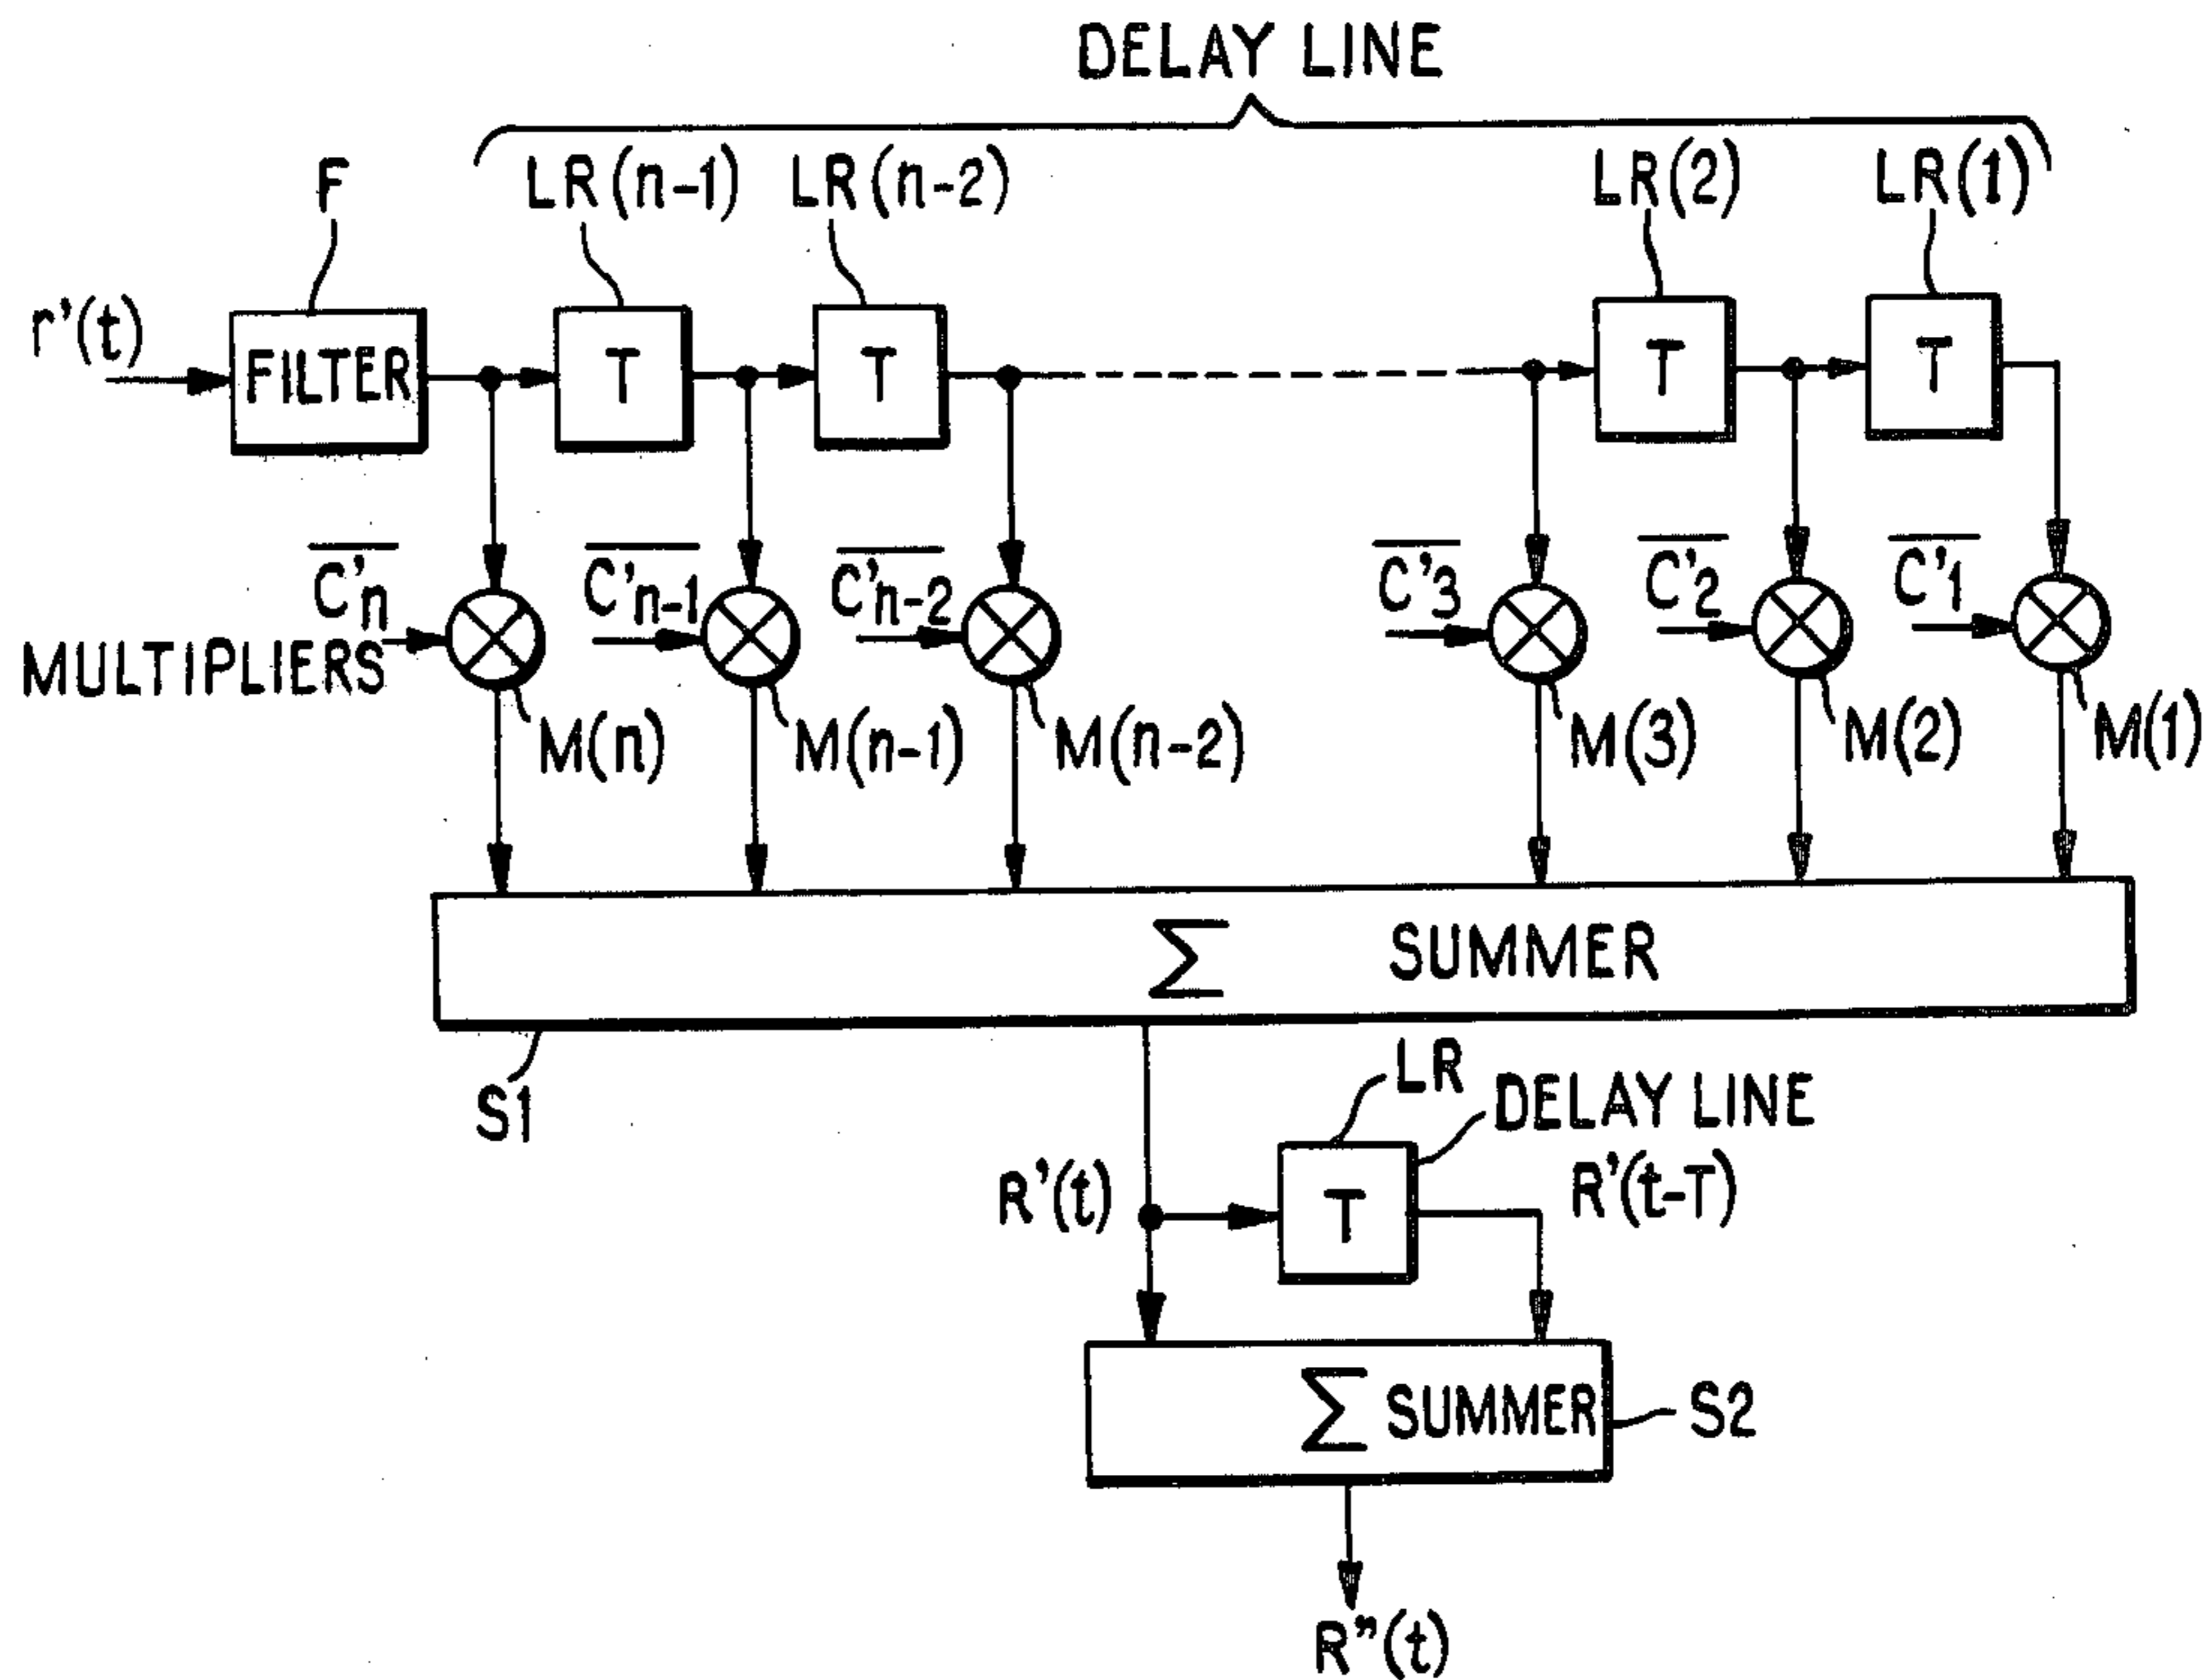 DELAY LINE
F
LR(n-1)
LR(n-2)
LR(2)
LR(1)
r'(t)
FILTER
T
T
T
T
C'n
C'n-1
C'n-2
C'3
C'2
C'1
MULTIPLIERS
M(n)
M(n-1)
M(n-2)
M(3)
M(2)
M(1)
∑ SUMMER
S1
LR
DELAY LINE
R'(t)
T
R'(t-T)
∑ SUMMER
S2
R"(t)